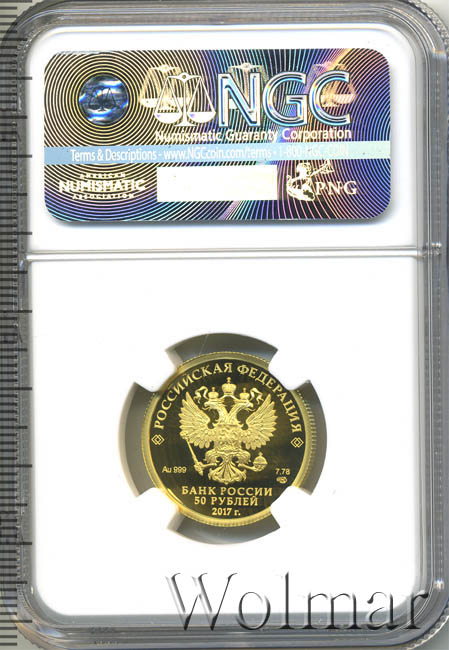 NGC
Numismatic Guaranty Corporation
Terms & Descriptions - www.NGCcoin.com/terms •
AMERICAN
NUMISMATIC
ASSOCIATION
PNG
РОССИЙСКАЯ ФЕДЕРАЦИЯ
Au 999
7,78
БАНК РОССИИ
50 РУБЛЕЙ
2017 г.
Wolmar